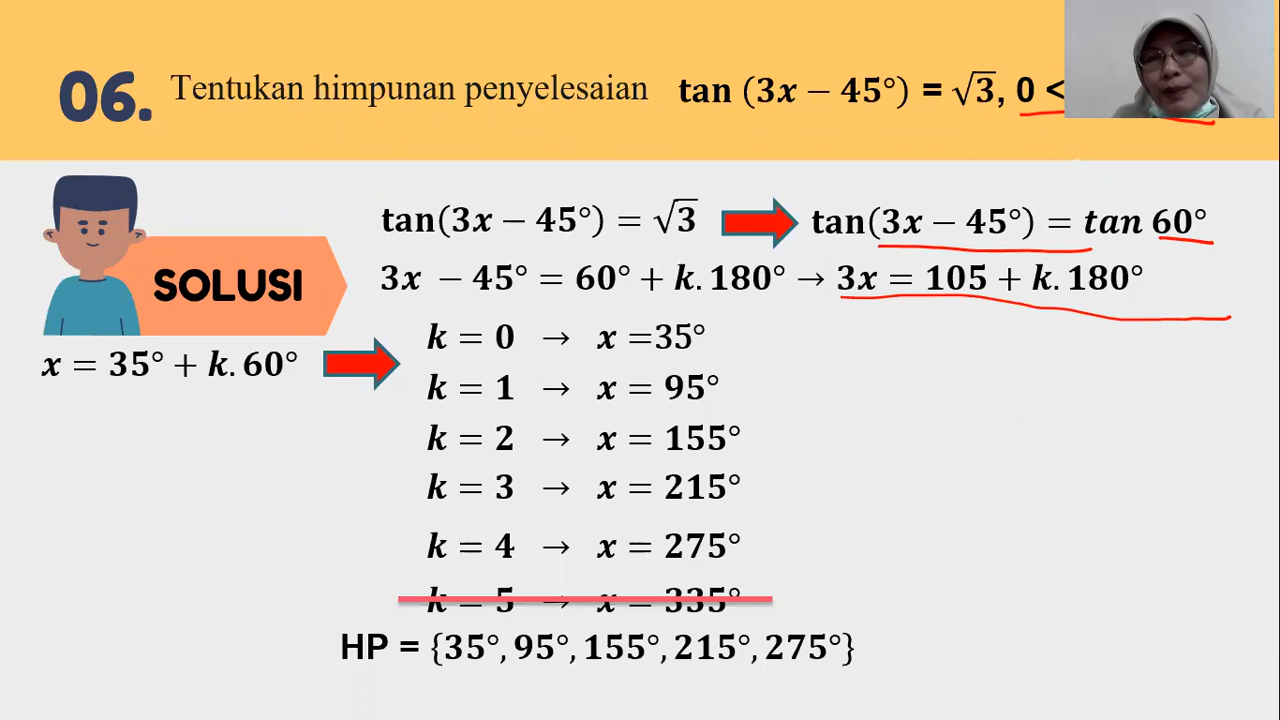 06. Tentukan himpunan penyelesaian tan (3x − 45°) = √3, 0 <
tan(3x − 45°) = √3 tan(3x − 45°) = tan 60°
SOLUSI
3x − 45° = 60° + k. 180° → 3x = 105 + k. 180°
x = 35° + k. 60°
k = 0 → x =35°
k = 1 → x = 95°
k = 2 → x = 155°
k = 3 → x = 215°
k = 4 → x = 275°
k = 5 → x = 335°
HP = {35°, 95°, 155°, 215°, 275°}